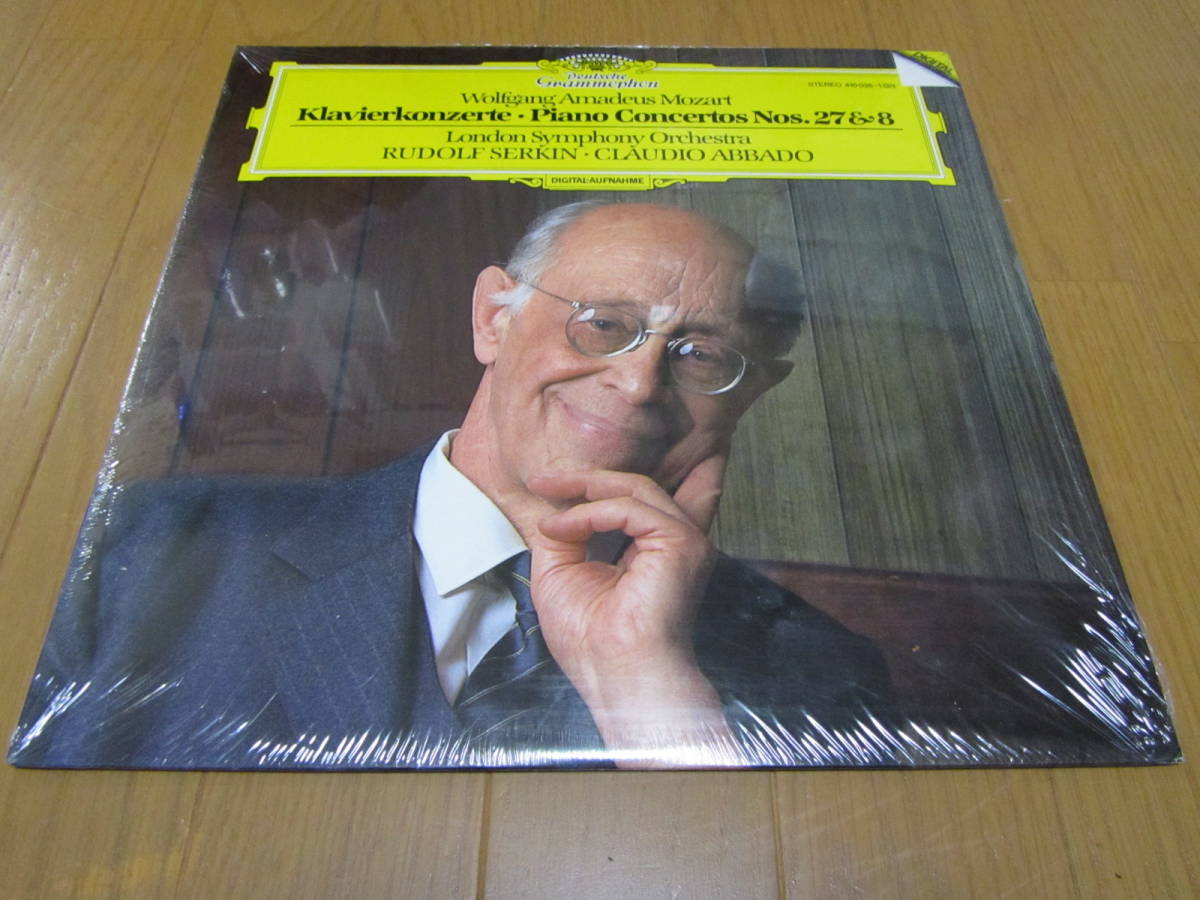 Deutsche
Grammophon
DIGITAL
STEREO
Wolfgang Amadeus Mozart
Klavierkonzerte · Piano Concertos Nos. 27 & 8
London Symphony Orchestra
RUDOLF SERKIN · CLAUDIO ABBADO
DIGITAL-AUFNAHME